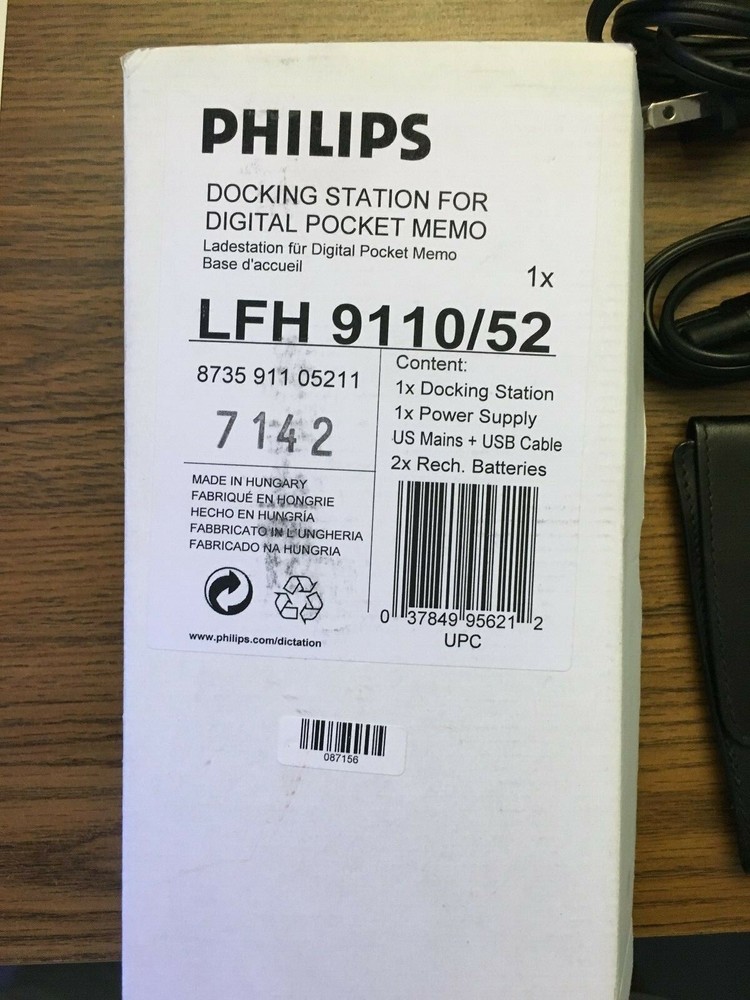 PHILIPS
DOCKING STATION FOR
DIGITAL POCKET MEMO
Ladestation für Digital Pocket Memo
Base d'accueil
1x
LFH 9110/52
8735 911 05211
7142
MADE IN HUNGARY
FABRIQUÉ EN HONGRIE
HECHO EN HUNGRÍA
FABBRICATO IN L'UNGHERIA
FABRICADO NA HUNGRIA
www.philips.com/dictation
Content:
1x Docking Station
1x Power Supply
US Mains + USB Cable
2x Rech. Batteries
0 37849 95621 2
UPC
087156